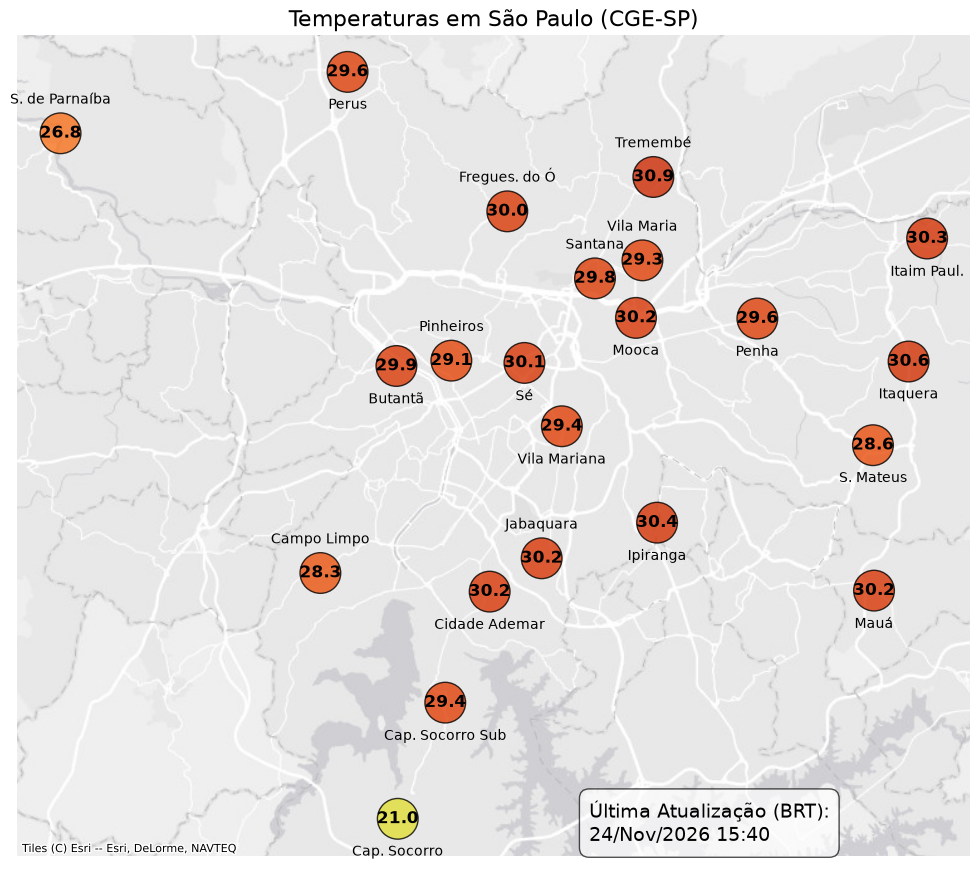 Temperaturas em São Paulo (CGE-SP)
29.6
Perus
S. de Parnaíba
26.8
Tremembé
30.9
Fregues. do Ó
30.0
Vila Maria
29.3
Santana
29.8
30.3
Itaim Paul.
30.2
Mooca
29.6
Penha
Pinheiros
29.1
29.9
Butantã
30.1
Sé
30.6
Itaquera
29.4
Vila Mariana
28.6
S. Mateus
30.4
Ipiranga
Jabaquara
30.2
Campo Limpo
28.3
30.2
Cidade Ademar
30.2
Mauá
29.4
Cap. Socorro Sub
21.0
Cap. Socorro
Última Atualização (BRT):
24/Nov/2026 15:40
Tiles (C) Esri -- Esri, DeLorme, NAVTEQ